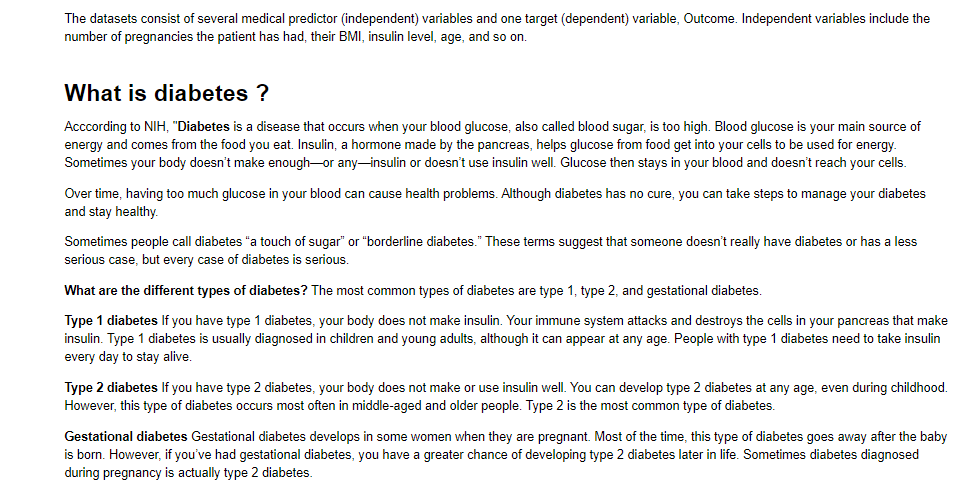 The datasets consist of several medical predictor (independent) variables and one target (dependent) variable, Outcome. Independent variables include the
number of pregnancies the patient has had, their BMI, insulin level, age, and so on.
What is diabetes ?
Acccording to NIH, "Diabetes is a disease that occurs when your blood glucose, also called blood sugar, is too high. Blood glucose is your main source of
energy and comes from the food you eat. Insulin, a hormone made by the pancreas, helps glucose from food get into your cells to be used for energy.
Sometimes your body doesn’t make enough—or any—insulin or doesn’t use insulin well. Glucose then stays in your blood and doesn’t reach your cells.
Over time, having too much glucose in your blood can cause health problems. Although diabetes has no cure, you can take steps to manage your diabetes
and stay healthy.
Sometimes people call diabetes “a touch of sugar” or “borderline diabetes.” These terms suggest that someone doesn’t really have diabetes or has a less
serious case, but every case of diabetes is serious.
What are the different types of diabetes? The most common types of diabetes are type 1, type 2, and gestational diabetes.
Type 1 diabetes If you have type 1 diabetes, your body does not make insulin. Your immune system attacks and destroys the cells in your pancreas that make
insulin. Type 1 diabetes is usually diagnosed in children and young adults, although it can appear at any age. People with type 1 diabetes need to take insulin
every day to stay alive.
Type 2 diabetes If you have type 2 diabetes, your body does not make or use insulin well. You can develop type 2 diabetes at any age, even during childhood.
However, this type of diabetes occurs most often in middle-aged and older people. Type 2 is the most common type of diabetes.
Gestational diabetes Gestational diabetes develops in some women when they are pregnant. Most of the time, this type of diabetes goes away after the baby
is born. However, if you’ve had gestational diabetes, you have a greater chance of developing type 2 diabetes later in life. Sometimes diabetes diagnosed
during pregnancy is actually type 2 diabetes.